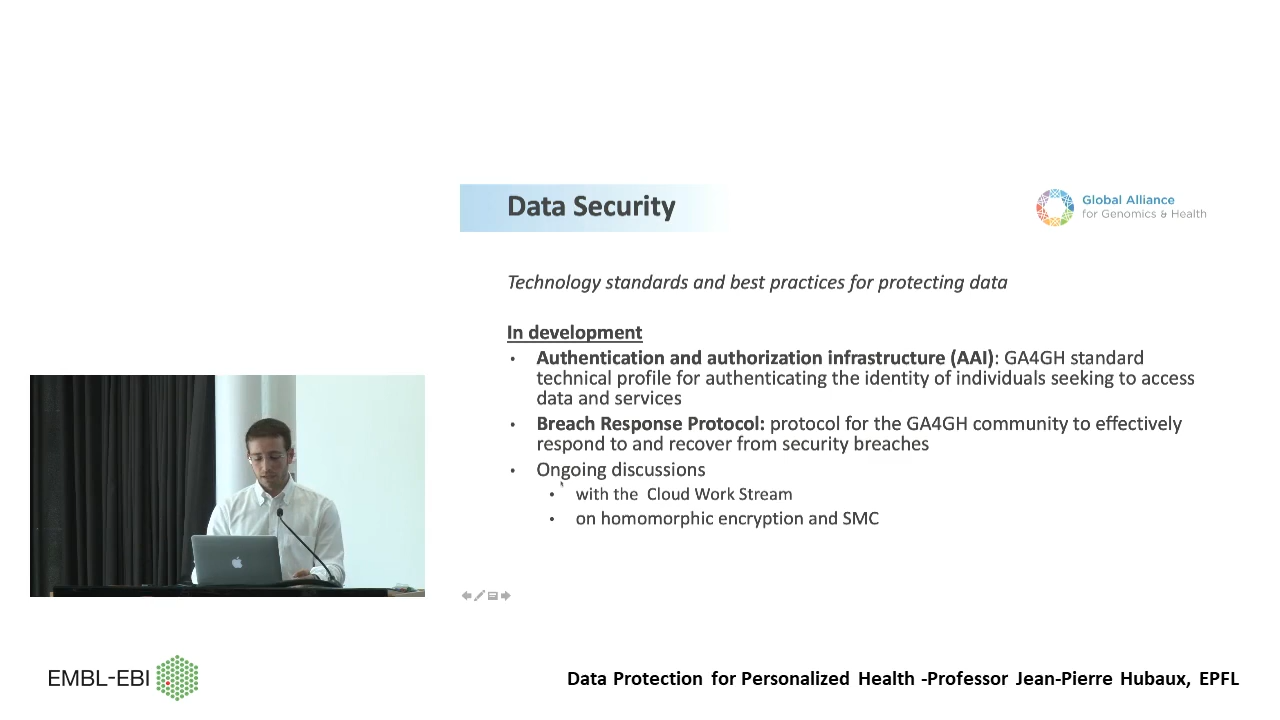 Data Security
Global Alliance
for Genomics & Health
Technology standards and best practices for protecting data
In development
• Authentication and authorization infrastructure (AAI): GA4GH standard
technical profile for authenticating the identity of individuals seeking to access
data and services
• Breach Response Protocol: protocol for the GA4GH community to effectively
respond to and recover from security breaches
• Ongoing discussions
• with the Cloud Work Stream
• on homomorphic encryption and SMC
EMBL-EBI
Data Protection for Personalized Health -Professor Jean-Pierre Hubaux, EPFL